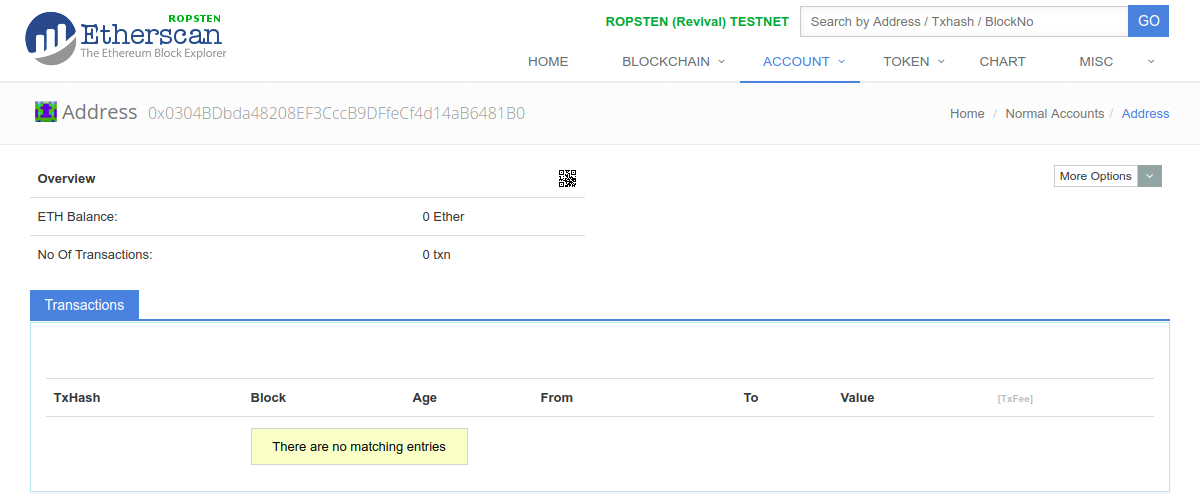 ROPSTEN
Etherscan
The Ethereum Block Explorer
ROPSTEN (Revival) TESTNET
Search by Address / Txhash / BlockNo
GO
HOME
BLOCKCHAIN
ACCOUNT
TOKEN
CHART
MISC
Address 0x0304BDbda48208EF3CccB9DFfeCf4d14aB6481B0
Home / Normal Accounts / Address
Overview
More Options
ETH Balance: 0 Ether
No Of Transactions: 0 txn
Transactions
TxHash Block Age From To Value [TxFee]
There are no matching entries